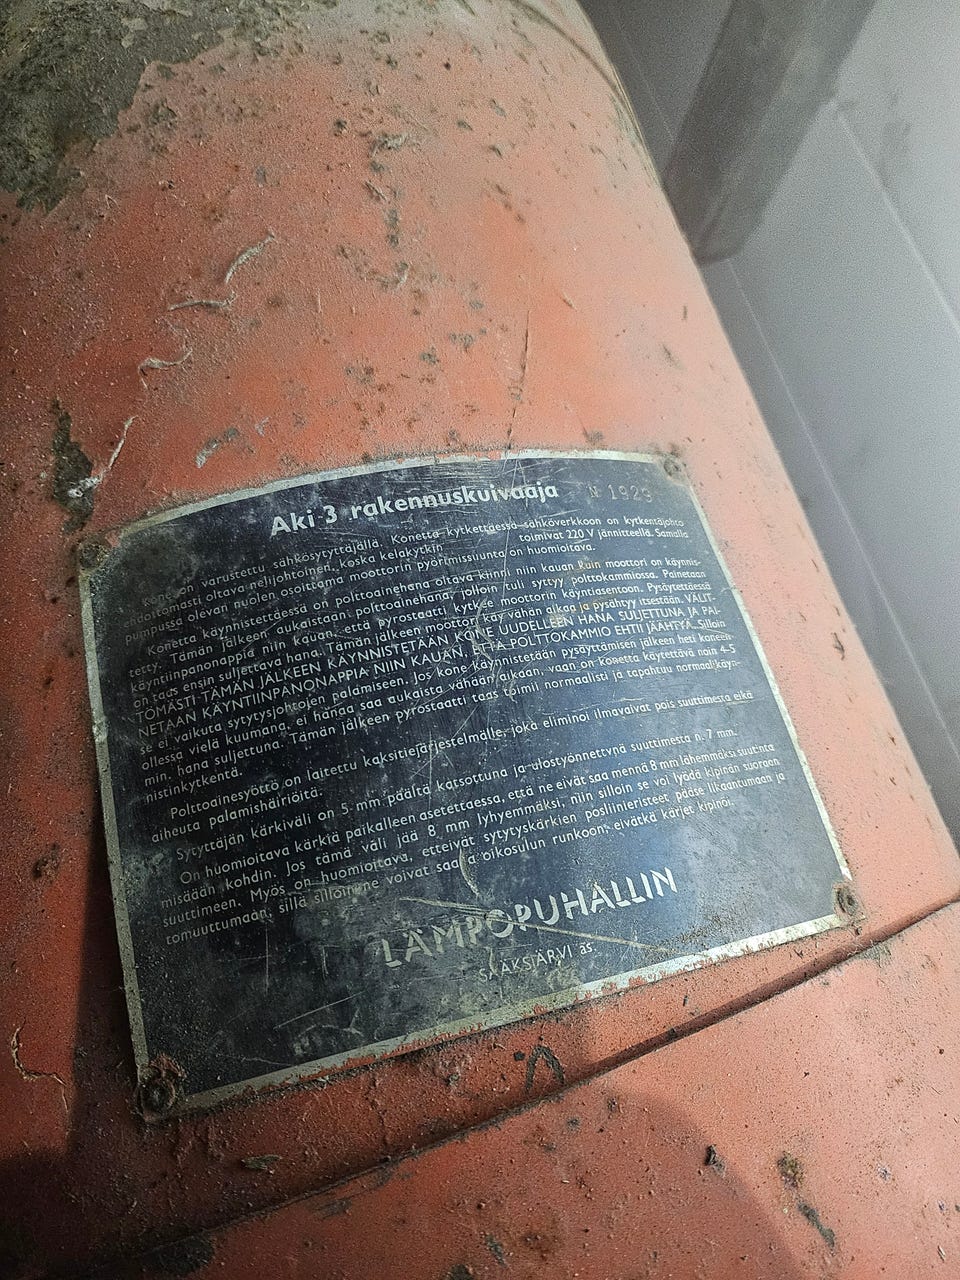 Aki 3 rakennuskuivaaja № 1929
Kone on varustettu sähkösytyttäjällä. Konetta kytkettäessä sähköverkkoon on kytkentäjohto
ehdottomasti oltava nelijohtoinen, koska kelakytkin toimivat 220 V jännitteellä. Samalla
pumpussa olevan nuolen osoittama moottorin pyörimissuunta on huomioitava.
Konetta käynnistettäessä on polttoainehana oltava kiinni niin kauan kuin moottori on käynnis-
tetty. Tämän jälkeen aukaistaan polttoainehana, jolloin tuli syttyy polttokammiossa. Painetaan
käyntiinpanonappia niin kauan, että pyrostaatti kytkee moottorin käyntiasentoon. Pysäytettäessä
on taas ensin suljettava hana. Tämän jälkeen moottori käy vähän aikaa ja pysähtyy itsestään. VÄLIT-
TÖMÄSTI TÄMÄN JÄLKEEN KÄYNNISTETÄÄN KONE UUDELLEEN HANA SULJETTUNA JA PAI-
NETAAN KÄYNTIINPANONAPPIA NIIN KAUAN, ETTÄ POLTTOKAMMIO EHTII JÄÄHTYÄ. Silloin
se ei vaikuta sytytysjohtojen palamiseen. Jos kone käynnistetään pysäyttämisen jälkeen heti koneen
ollessa vielä kuumana, ei hanaa saa aukaista vähään aikaan, vaan on konetta käytettävä noin 4-5
min. hana suljettuna. Tämän jälkeen pyrostaatti taas toimii normaalisti ja tapahtuu normaali käyn-
nistinkytkentä.
Polttoainesyöttö on laitettu kaksitiejärjestelmälle, joka eliminoi ilmavaivat pois suuttimesta eikä
aiheuta palamishäiriöitä.
Sytyttäjän kärkiväli on 5 mm päältä katsottuna ja ulostyönnettynä suuttimesta n. 7 mm.
On huomioitava kärkiä paikalleen asetettaessa, että ne eivät saa mennä 8 mm lähemmäksi suutinta
missään kohdin. Jos tämä väli jää 8 mm lyhyemmäksi, niin silloin se voi lyödä kipinän suoraan
suuttimeen. Myös on huomioitava, etteivät sytytyskärkien posliinieristeet pääse likaantumaan ja
tomuuttumaan, sillä silloin ne voivat saada oikosulun runkoon, eivätkä kärjet kipinöi.
LÄMPÖPUHALLIN
SÄÄKSJÄRVI äs.